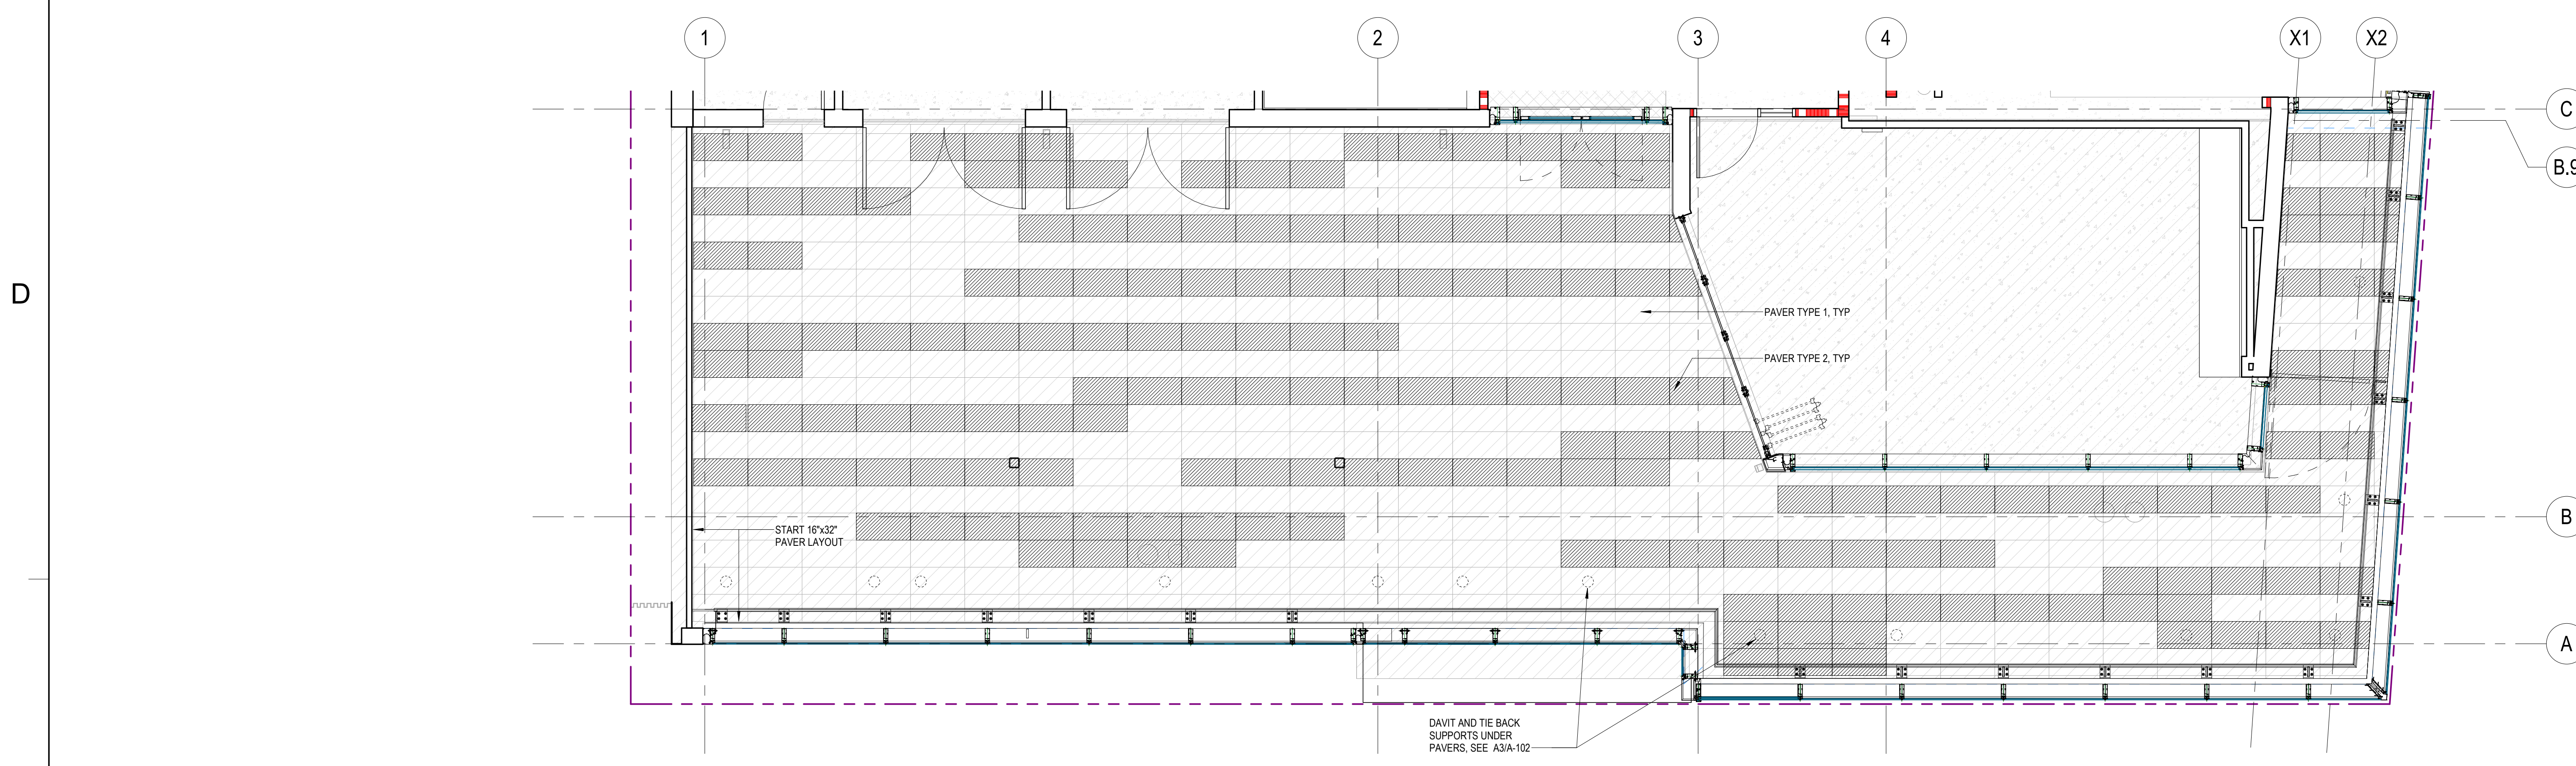 1
2
3
4
X1
X2
C
B.9
D
PAVER TYPE 1, TYP
PAVER TYPE 2, TYP
START 16"x32"
PAVER LAYOUT
B
A
DAVIT AND TIE BACK
SUPPORTS UNDER
PAVERS, SEE A3/A-102